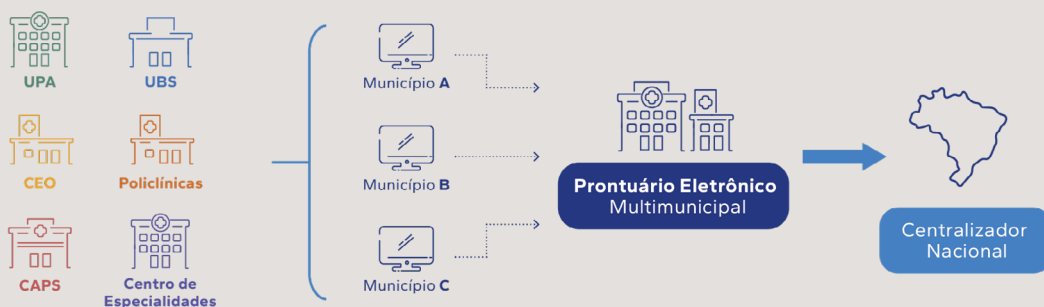 UPA
UBS
CEO
Policlínicas
CAPS
Centro de
Especialidades
Município A
Município B
Município C
Prontuário Eletrônico
Multimunicipal
Centralizador
Nacional